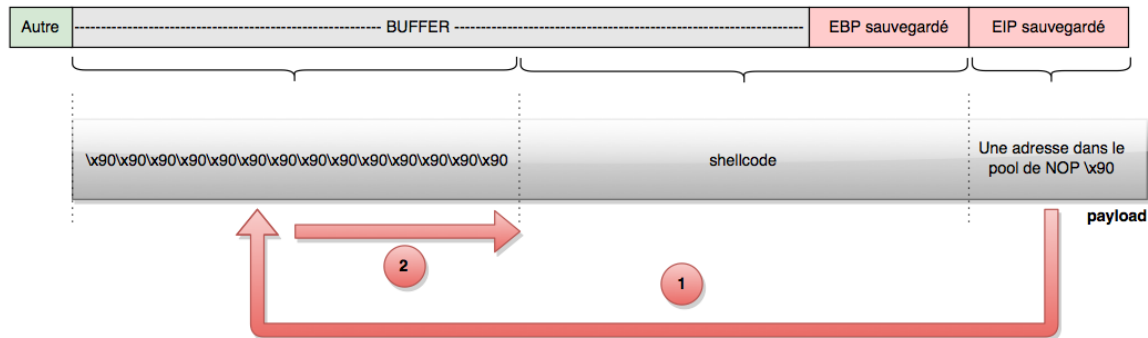 Autre
BUFFER
EBP sauvegardé
EIP sauvegardé
\x90\x90\x90\x90\x90\x90\x90\x90\x90\x90\x90\x90\x90\x90
shellcode
Une adresse dans le
pool de NOP \x90
payload
2
1